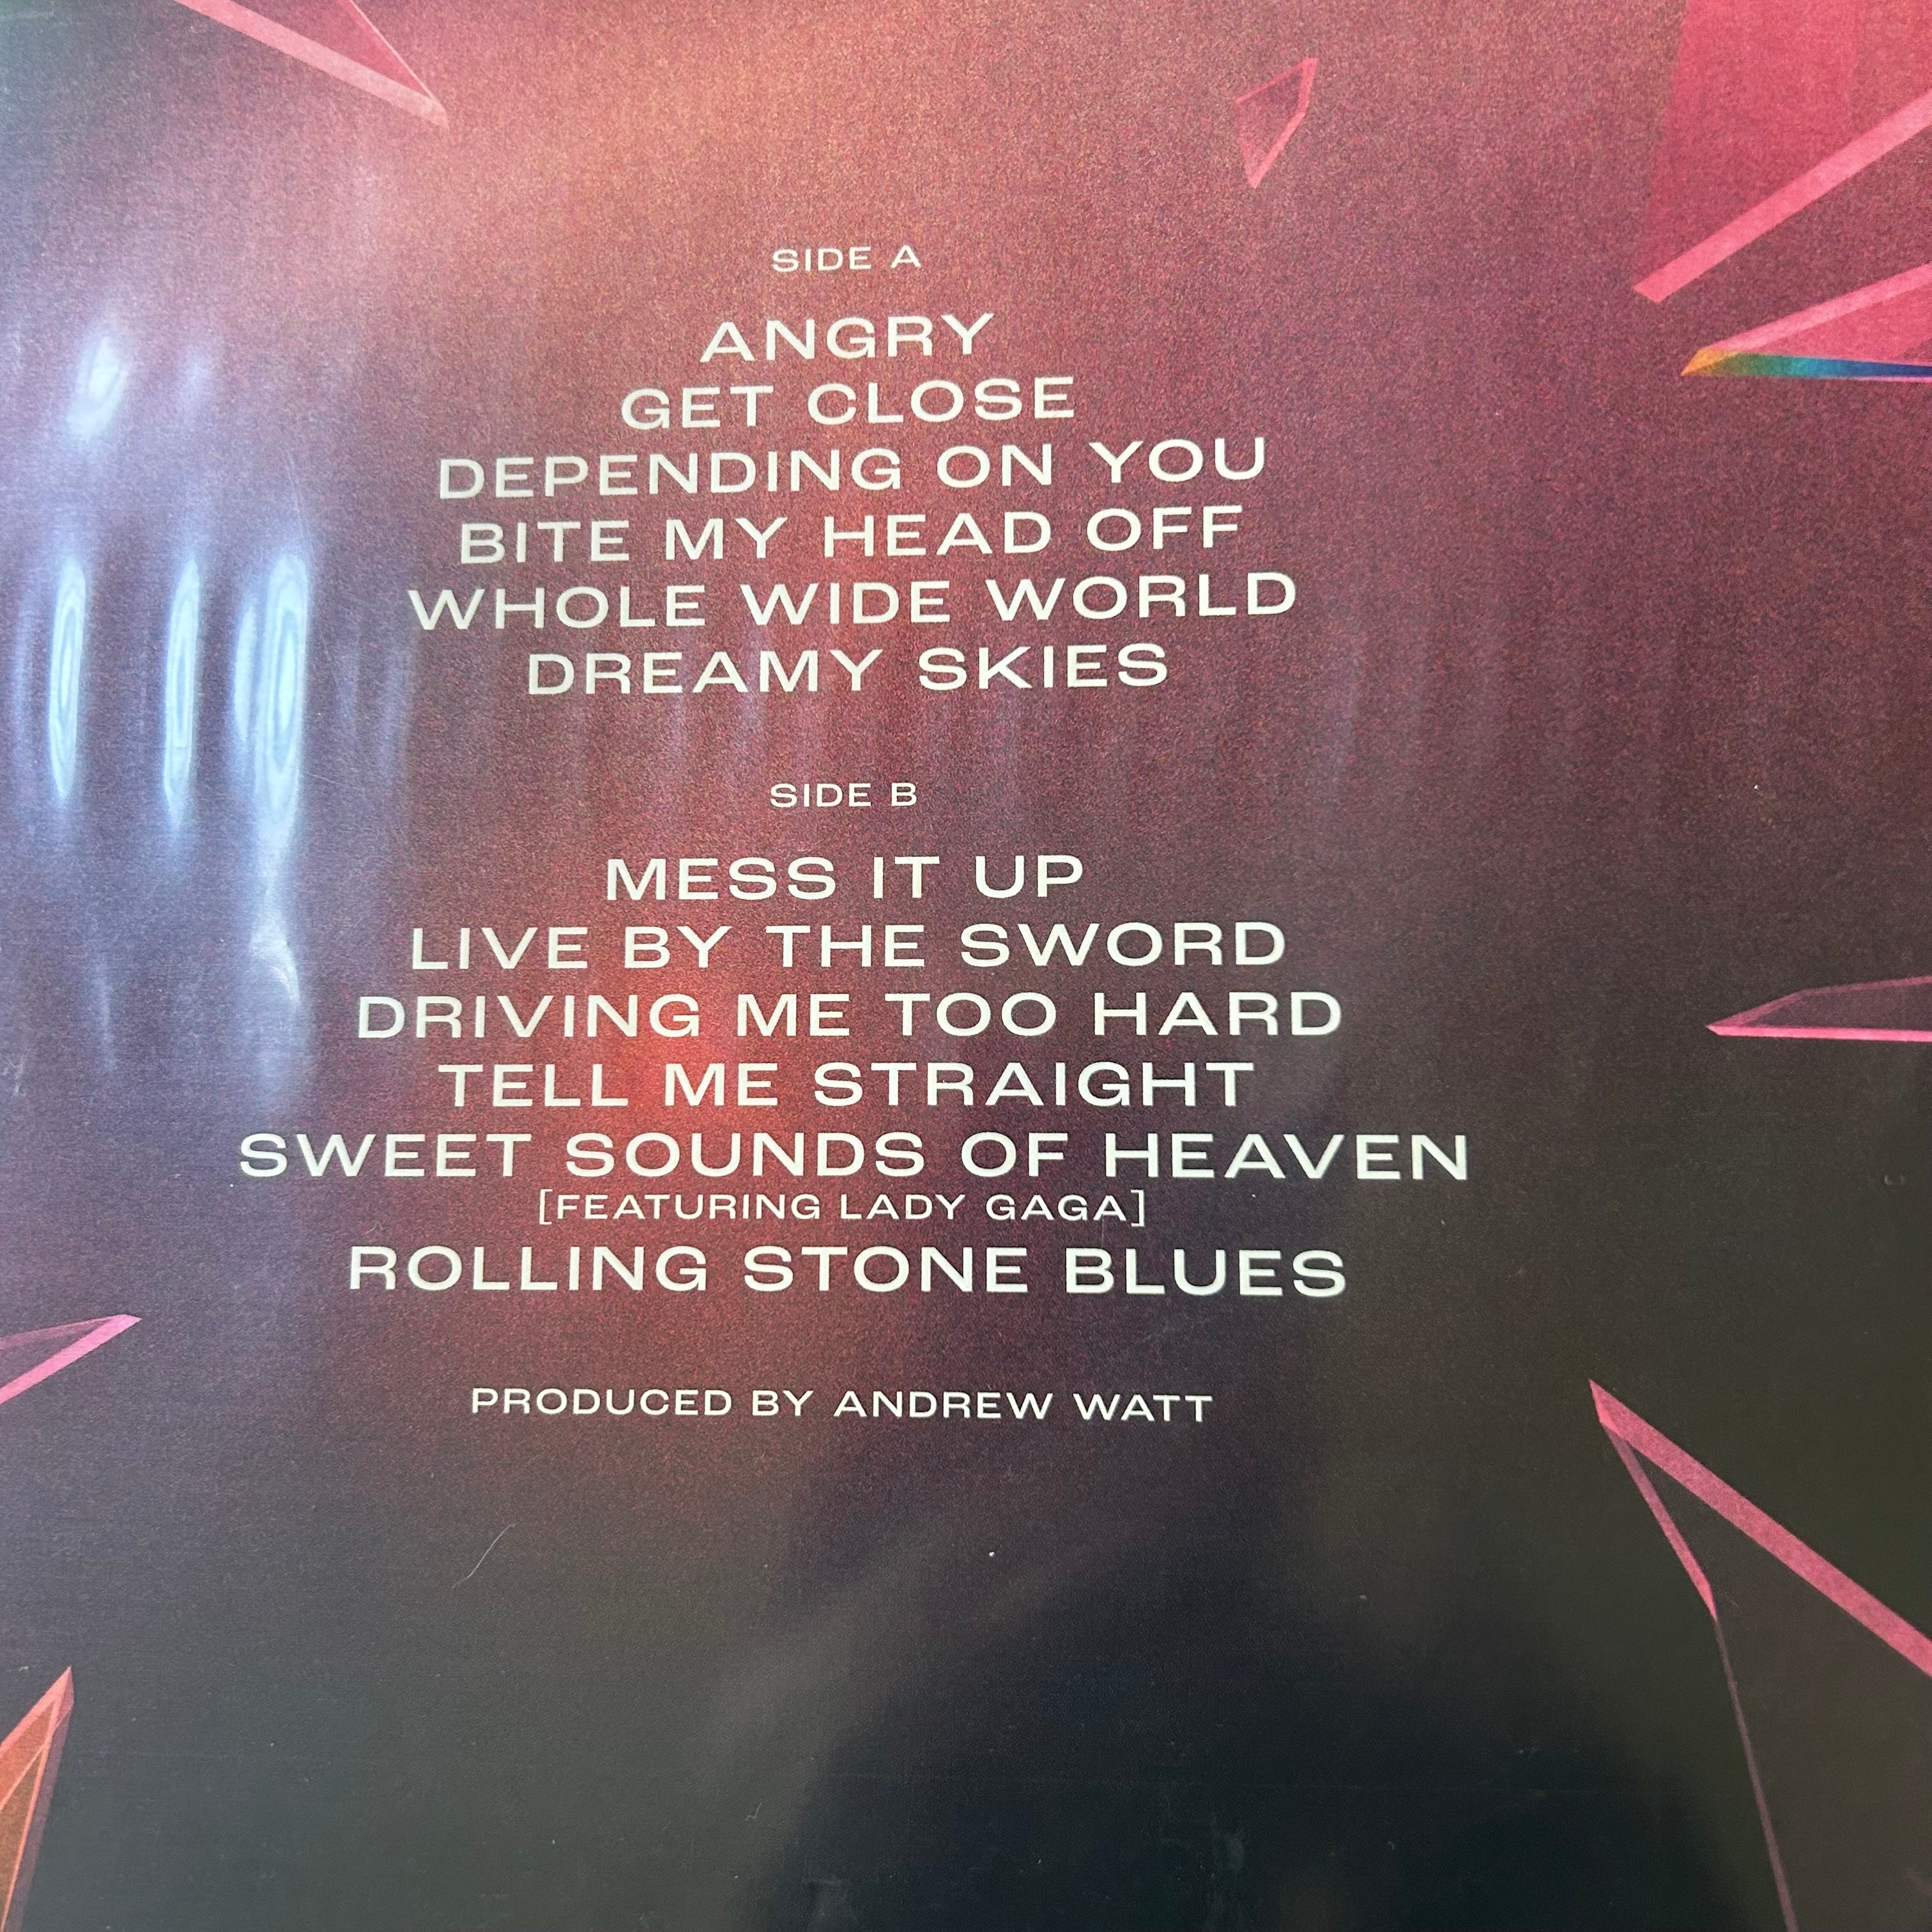 SIDE A
ANGRY
GET CLOSE
DEPENDING ON YOU
BITE MY HEAD OFF
WHOLE WIDE WORLD
DREAMY SKIES
SIDE B
MESS IT UP
LIVE BY THE SWORD
DRIVING ME TOO HARD
TELL ME STRAIGHT
SWEET SOUNDS OF HEAVEN
[FEATURING LADY GAGA]
ROLLING STONE BLUES
PRODUCED BY ANDREW WATT